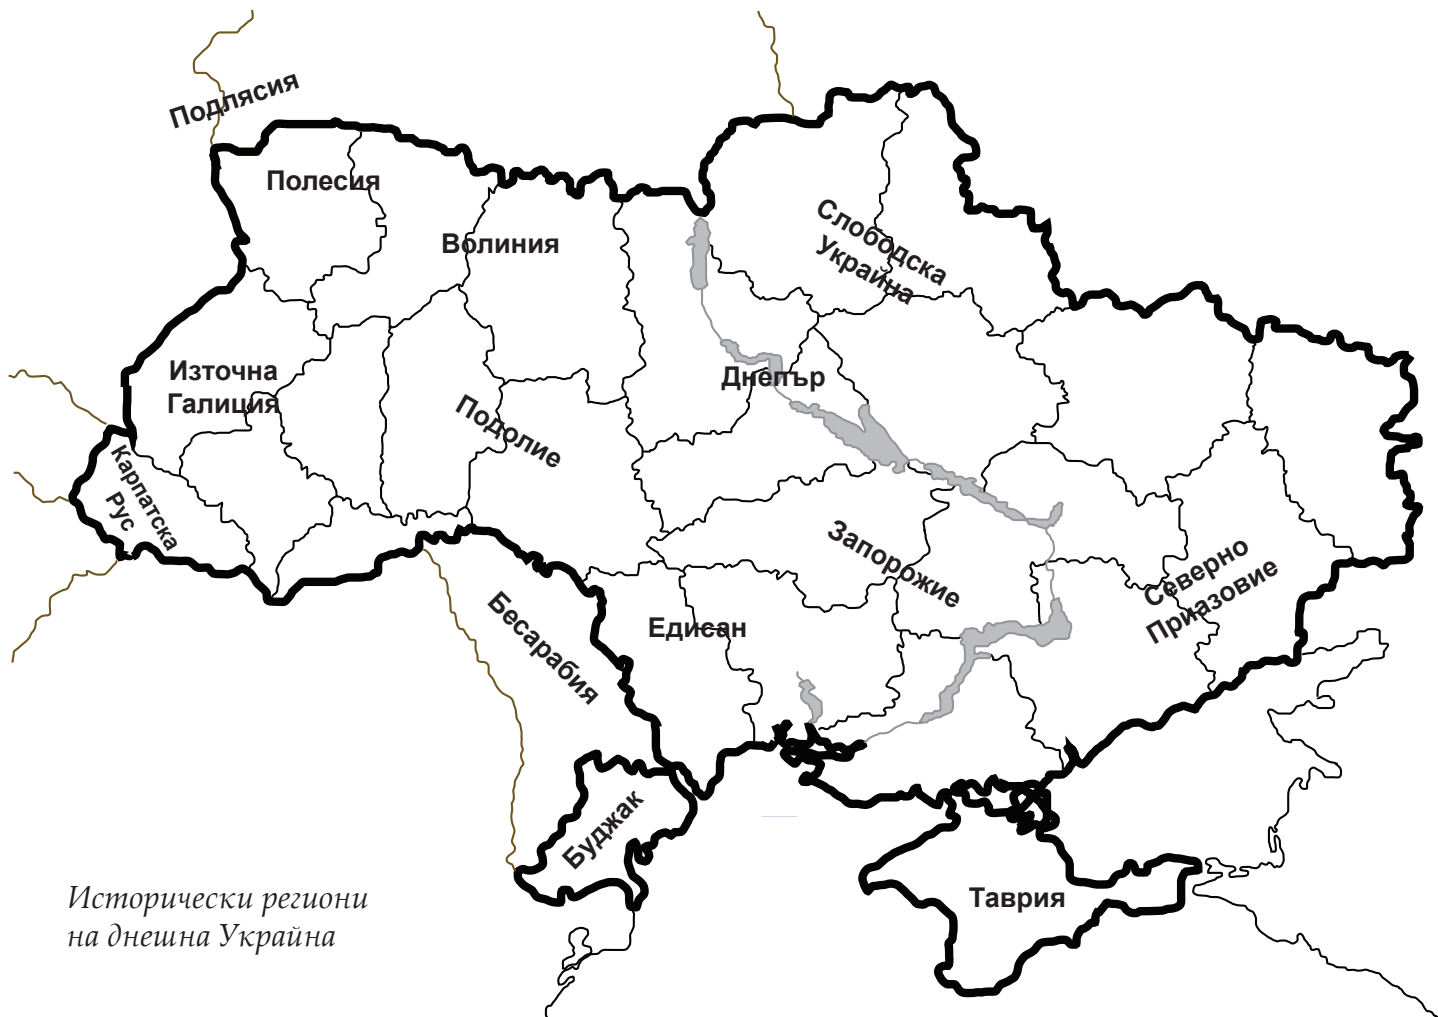 Подлясия
Полесия
Волиния
Слободска
Украйна
Източна
Галиция
Днепър
Подолие
Карпатска
Рус
Запорожие
Северно
Приазовие
Бесарабия
Едисан
Буджак
Таврия
Исторически региони
на днешна Украйна